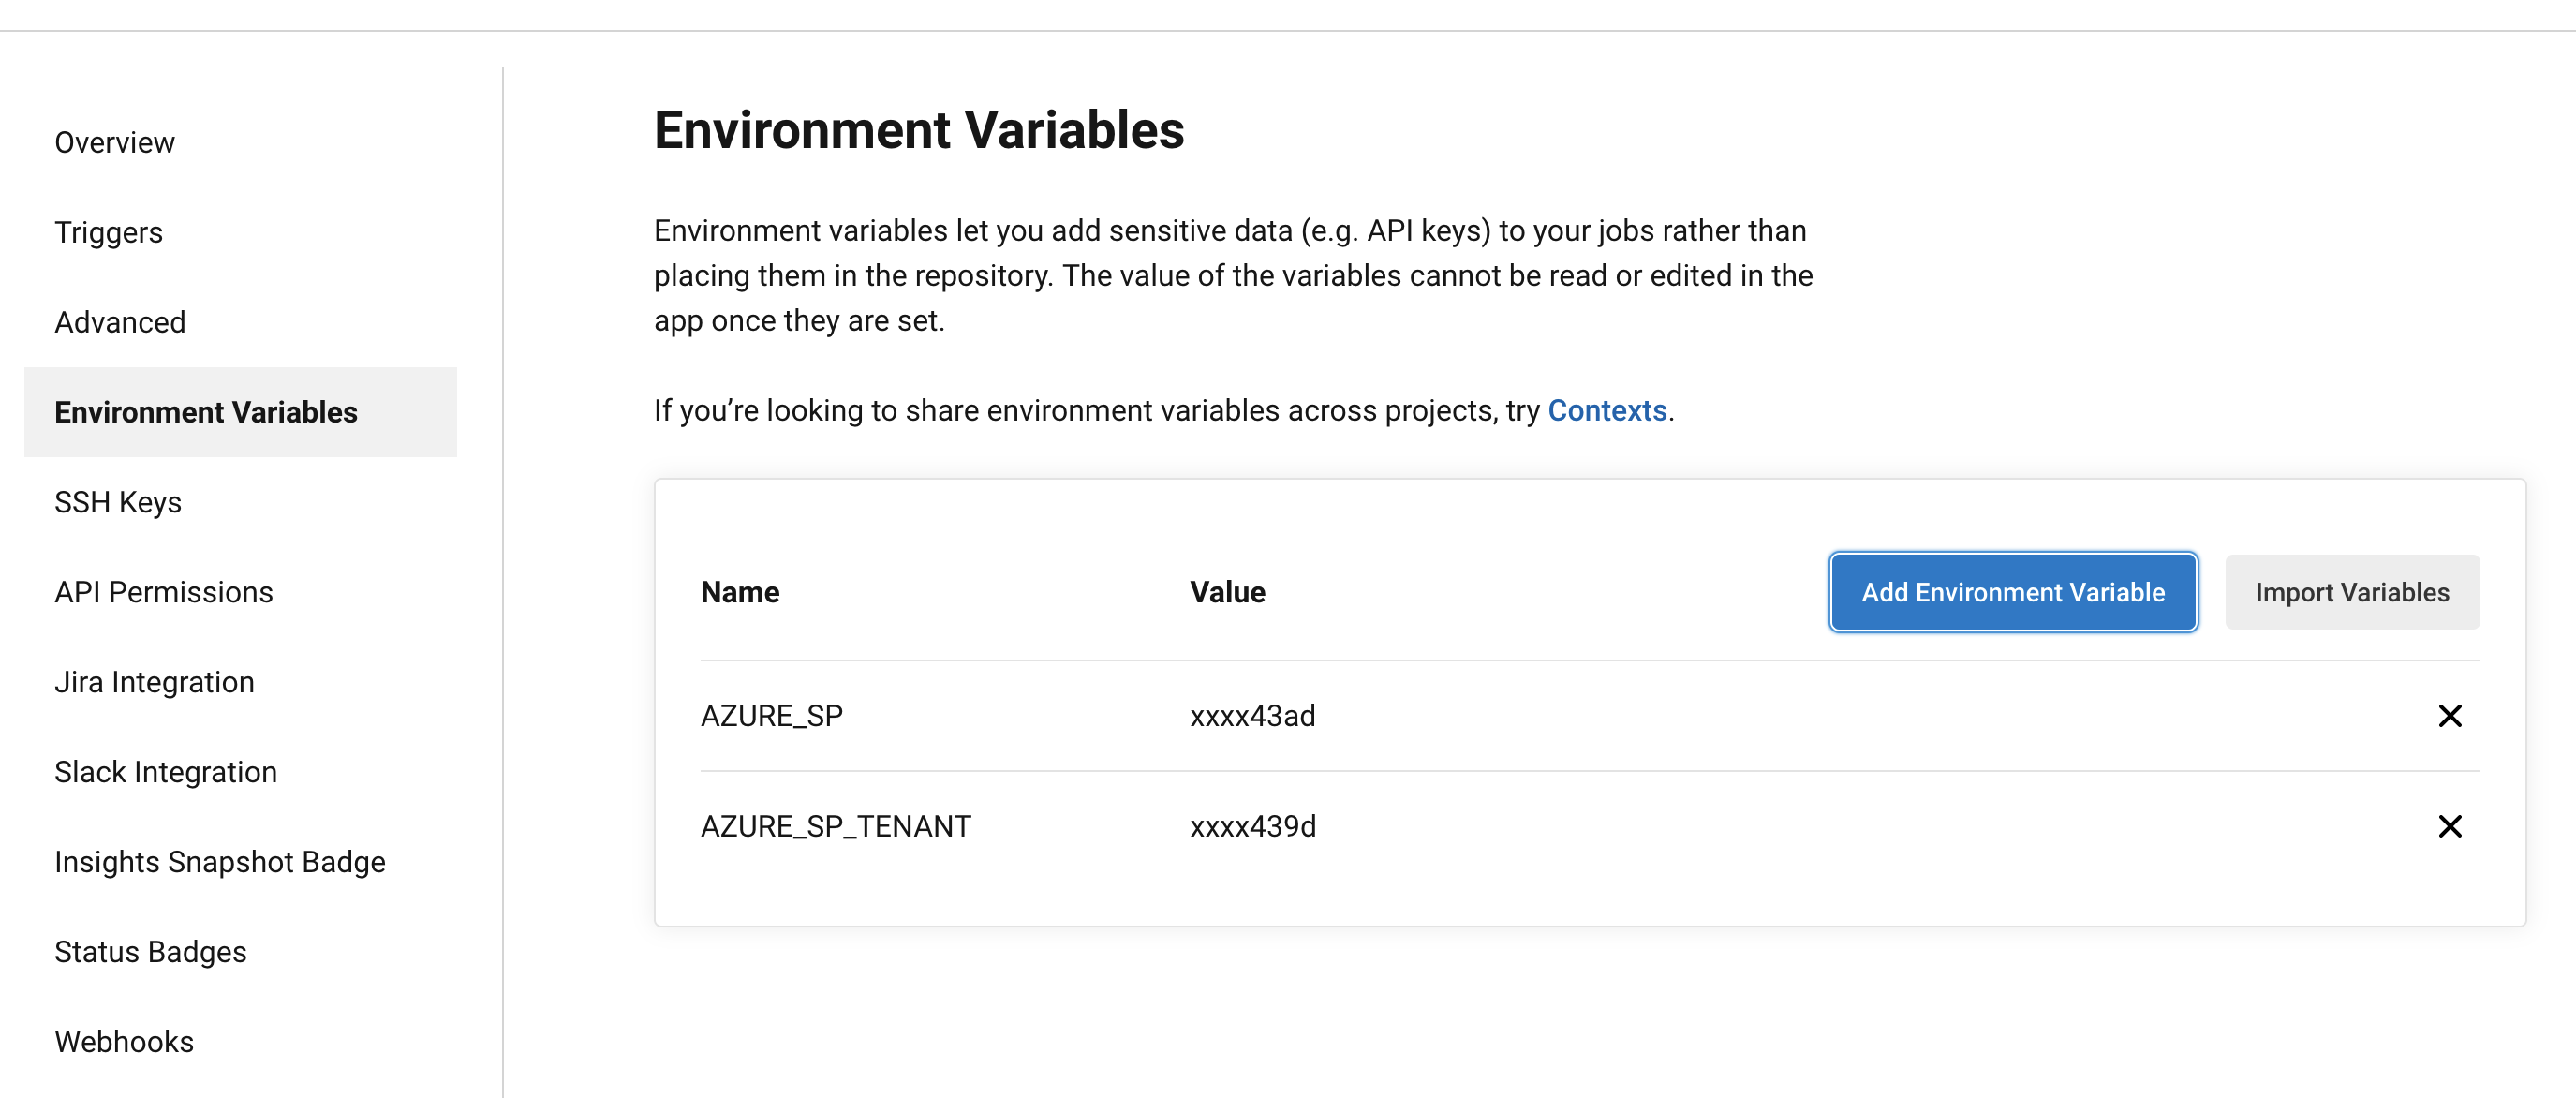 Overview
Triggers
Advanced
Environment Variables
SSH Keys
API Permissions
Jira Integration
Slack Integration
Insights Snapshot Badge
Status Badges
Webhooks
Environment Variables
Environment variables let you add sensitive data (e.g. API keys) to your jobs rather than
placing them in the repository. The value of the variables cannot be read or edited in the
app once they are set.
If you’re looking to share environment variables across projects, try Contexts.
Name Value Add Environment Variable Import Variables
AZURE_SP xxxx43ad
AZURE_SP_TENANT xxxx439d